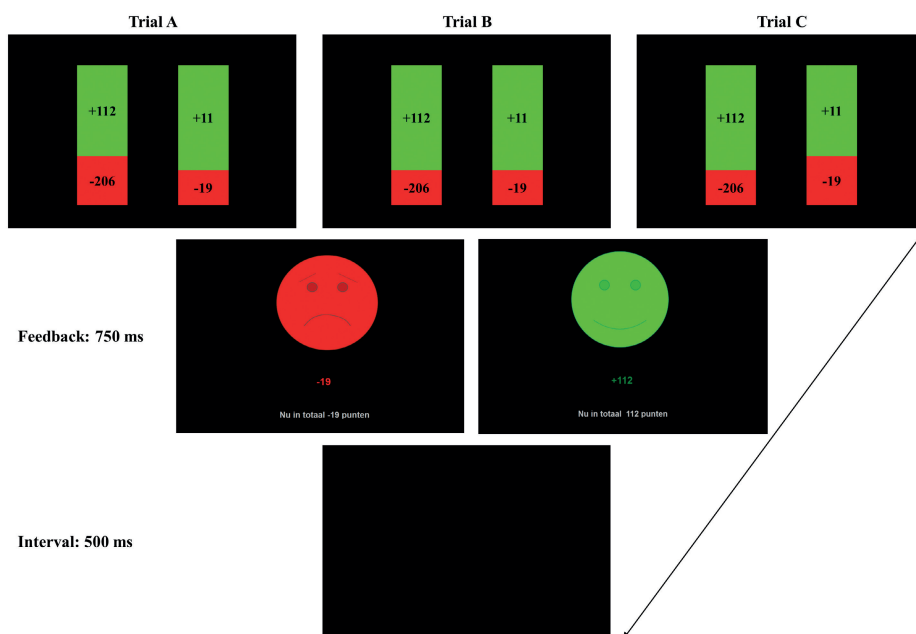 Trial A
Trial B
Trial C
+112
+11
-206
-19
+112
+11
-206
-19
+112
+11
-206
-19
Feedback: 750 ms
-19
Nu in totaal -19 punten
+112
Nu in totaal 112 punten
Interval: 500 ms